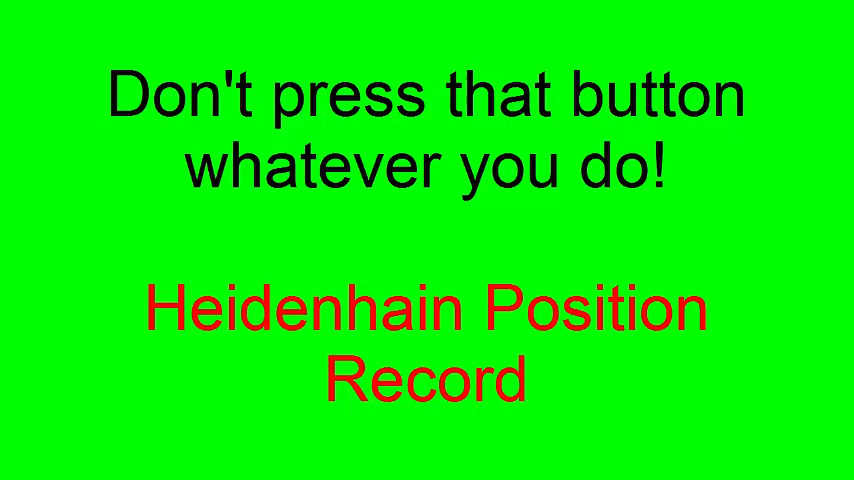 Don't press that button
whatever you do!
Heidenhain Position
Record